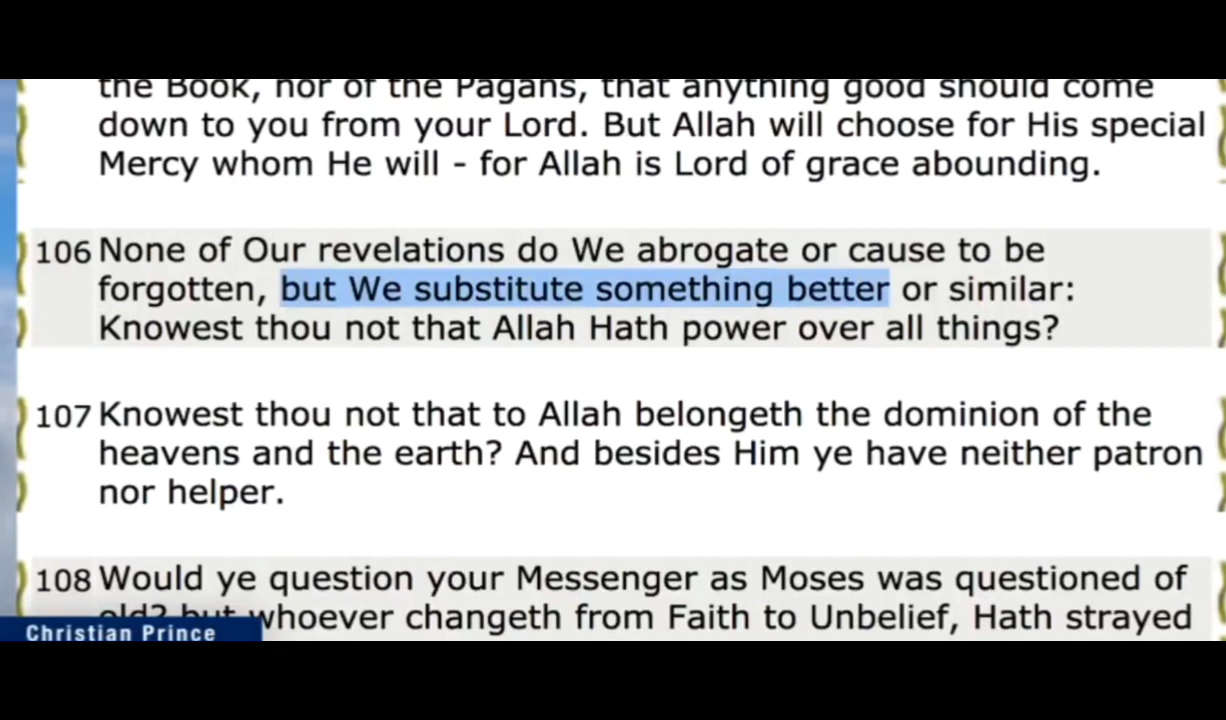 the Book, nor of the Pagans, that anything good should come
down to you from your Lord. But Allah will choose for His special
Mercy whom He will - for Allah is Lord of grace abounding.
106 None of Our revelations do We abrogate or cause to be
forgotten, but We substitute something better or similar:
Knowest thou not that Allah Hath power over all things?
107 Knowest thou not that to Allah belongeth the dominion of the
heavens and the earth? And besides Him ye have neither patron
nor helper.
108 Would ye question your Messenger as Moses was questioned of
old? but whoever changeth from Faith to Unbelief, Hath strayed
Christian Prince